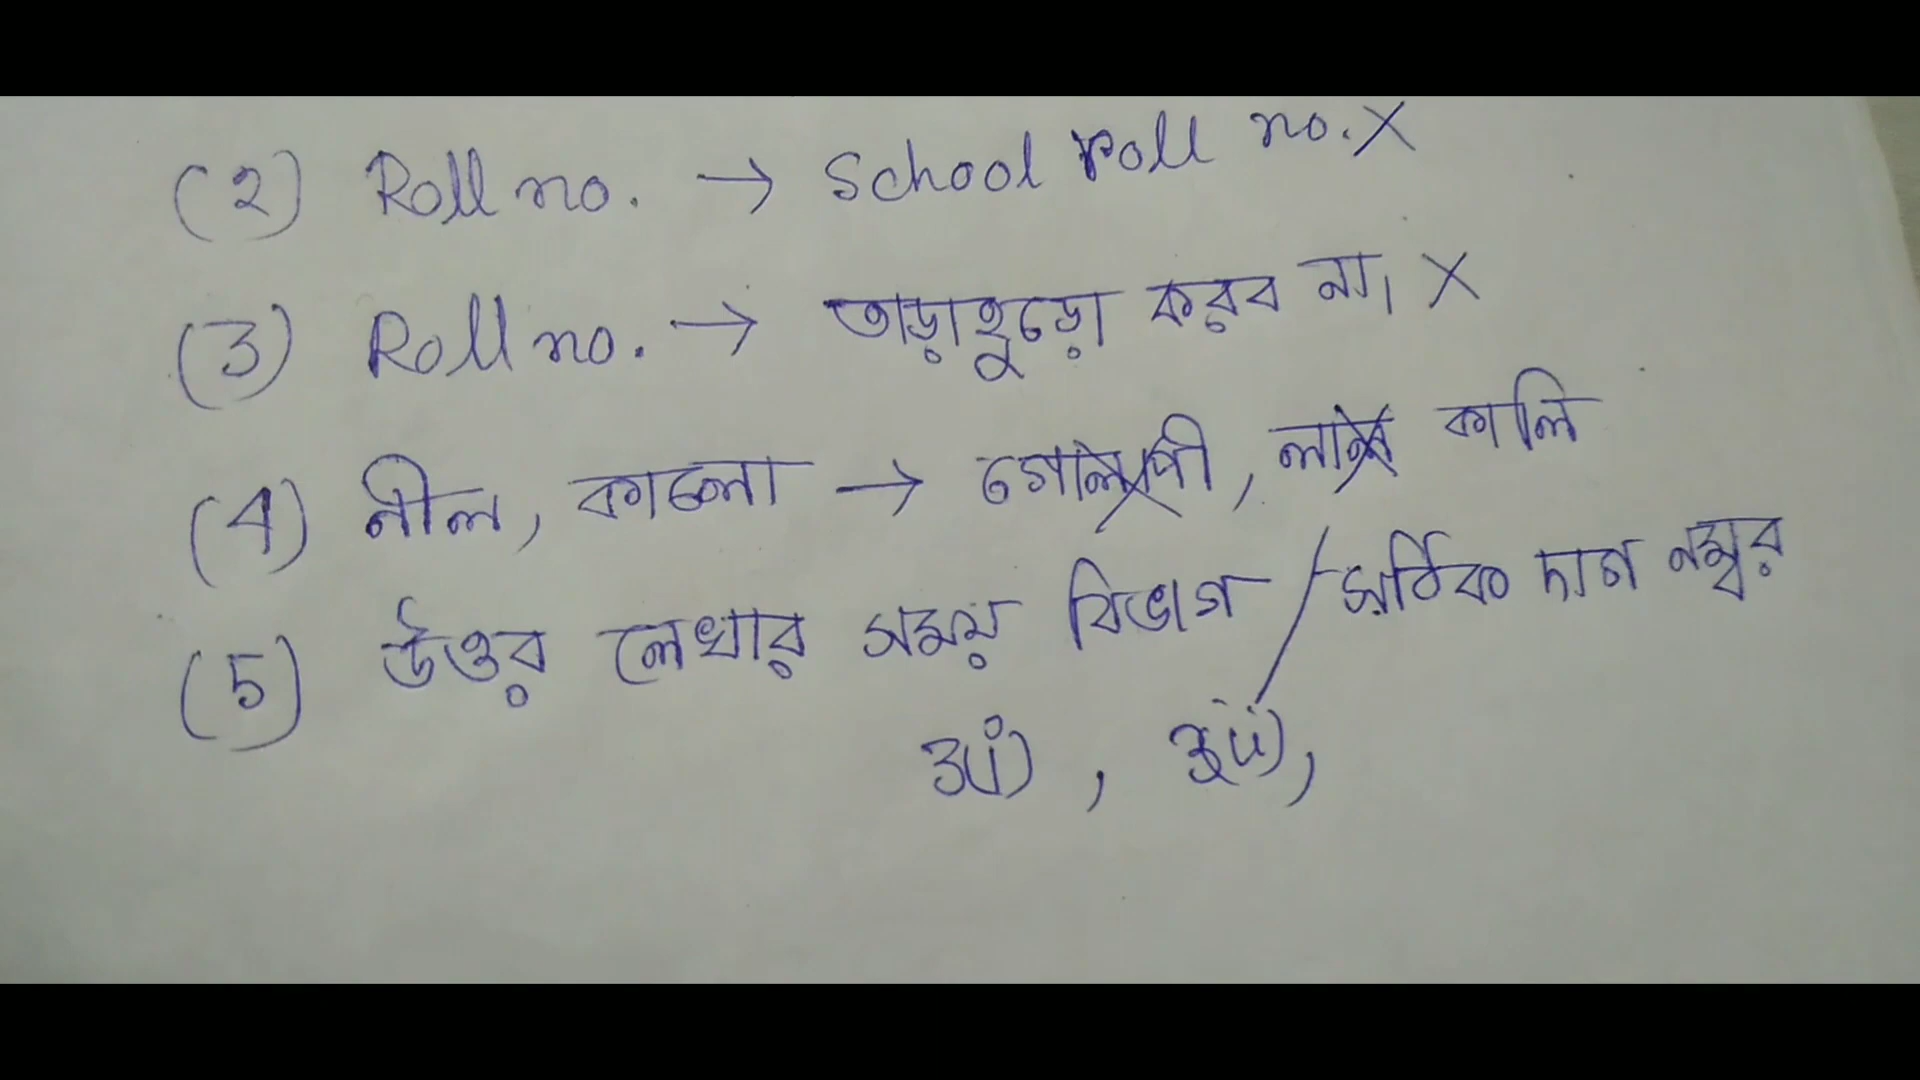 (2) Roll no. → School roll no. X
(3) Roll no. → তাড়াহুড়ো করব না। X
(4) নীল, কালো → গোলাপী, লাল কালি
(5) উত্তর লেখার সময় বিভাগ / সঠিক দাগ নম্বর
3(i) , 3(ii),